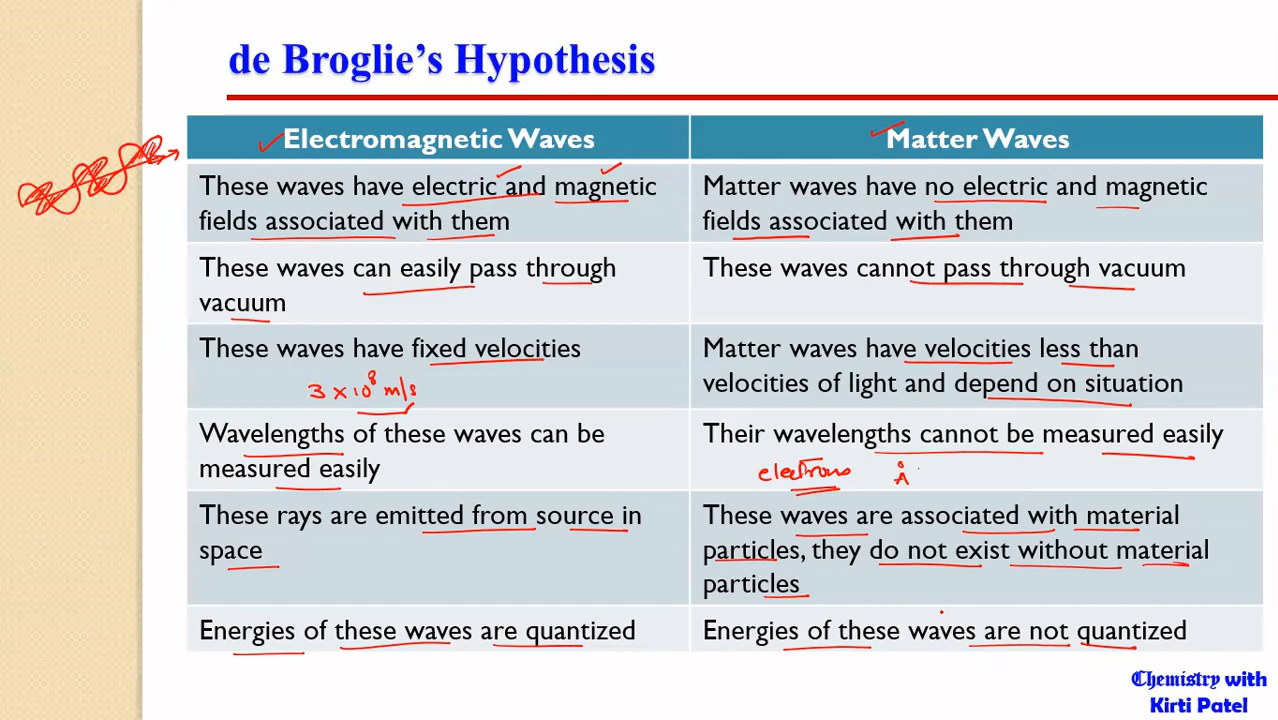 de Broglie's Hypothesis
Electromagnetic Waves
Matter Waves
These waves have electric and magnetic
fields associated with them
Matter waves have no electric and magnetic
fields associated with them
These waves can easily pass through
vacuum
These waves cannot pass through vacuum
These waves have fixed velocities
3 × 10⁸ m/s
Matter waves have velocities less than
velocities of light and depend on situation
Wavelengths of these waves can be
measured easily
Their wavelengths cannot be measured easily
electrons Å
These rays are emitted from source in
space
These waves are associated with material
particles, they do not exist without material
particles
Energies of these waves are quantized
Energies of these waves are not quantized
Chemistry with
Kirti Patel